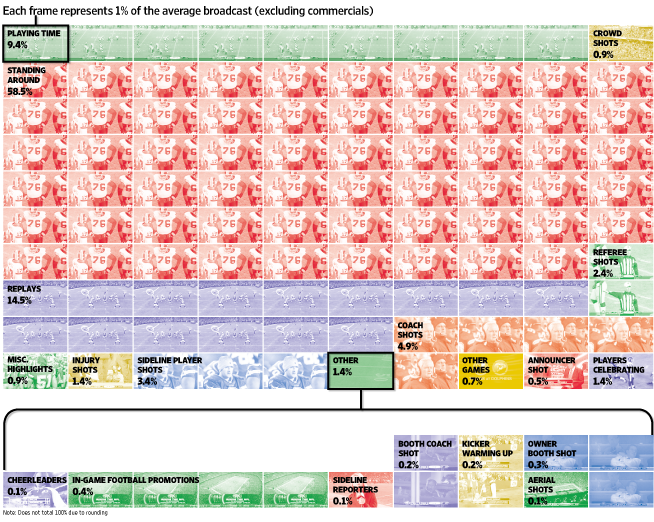 Each frame represents 1% of the average broadcast (excluding commercials)
PLAYING TIME
9.4%
CROWD
SHOTS
0.9%
STANDING
AROUND
58.5%
REFEREE
SHOTS
2.4%
REPLAYS
14.5%
COACH
SHOTS
4.9%
MISC.
HIGHLIGHTS
0,9%
INJURY
SHOTS
1.4%
SIDELINE PLAYER
SHOTS
3.4%
OTHER
1.4%
OTHER
GAMES
0.7%
ANNOUNCER
SHOT
0.5%
PLAYERS
CELEBRATING
1.4%
BOOTH COACH
SHOT
0.2%
KICKER
WARMING UP
0.2%
OWNER
BOOTH SHOT
0.3%
CHEERLEADERS
0.1%
IN-GAME FOOTBALL PROMOTIONS
0.4%
SIDELINE
REPORTERS
0.1%
AERIAL
SHOTS
0.1%
Note: Does not total 100% due to rounding